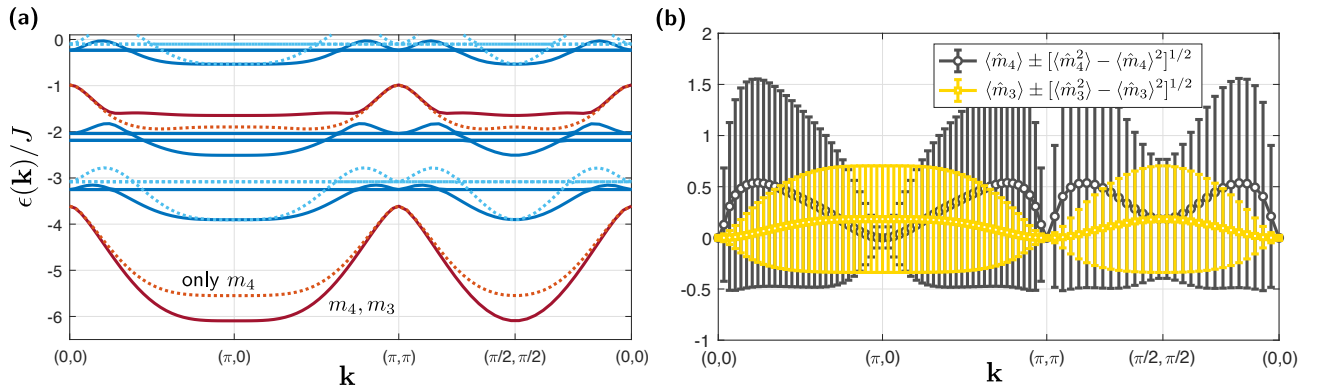 (a)
0
-1
-2
-3
-4
-5
-6
ϵ(k)/J
only m₄
m₄, m₃
(0,0)
(π,0)
(π,π)
(π/2,π/2)
(0,0)
k
(b)
2
1.5
1
0.5
0
-0.5
-1
⟨m̂₄⟩ ± [⟨m̂₄²⟩ − ⟨m̂₄⟩²]^{1/2}
⟨m̂₃⟩ ± [⟨m̂₃²⟩ − ⟨m̂₃⟩²]^{1/2}
(0,0)
(π,0)
(π,π)
(π/2,π/2)
(0,0)
k